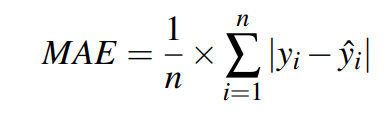 MAE = \frac{1}{n} \times \sum_{i=1}^{n} |y_i - \hat{y}_i|